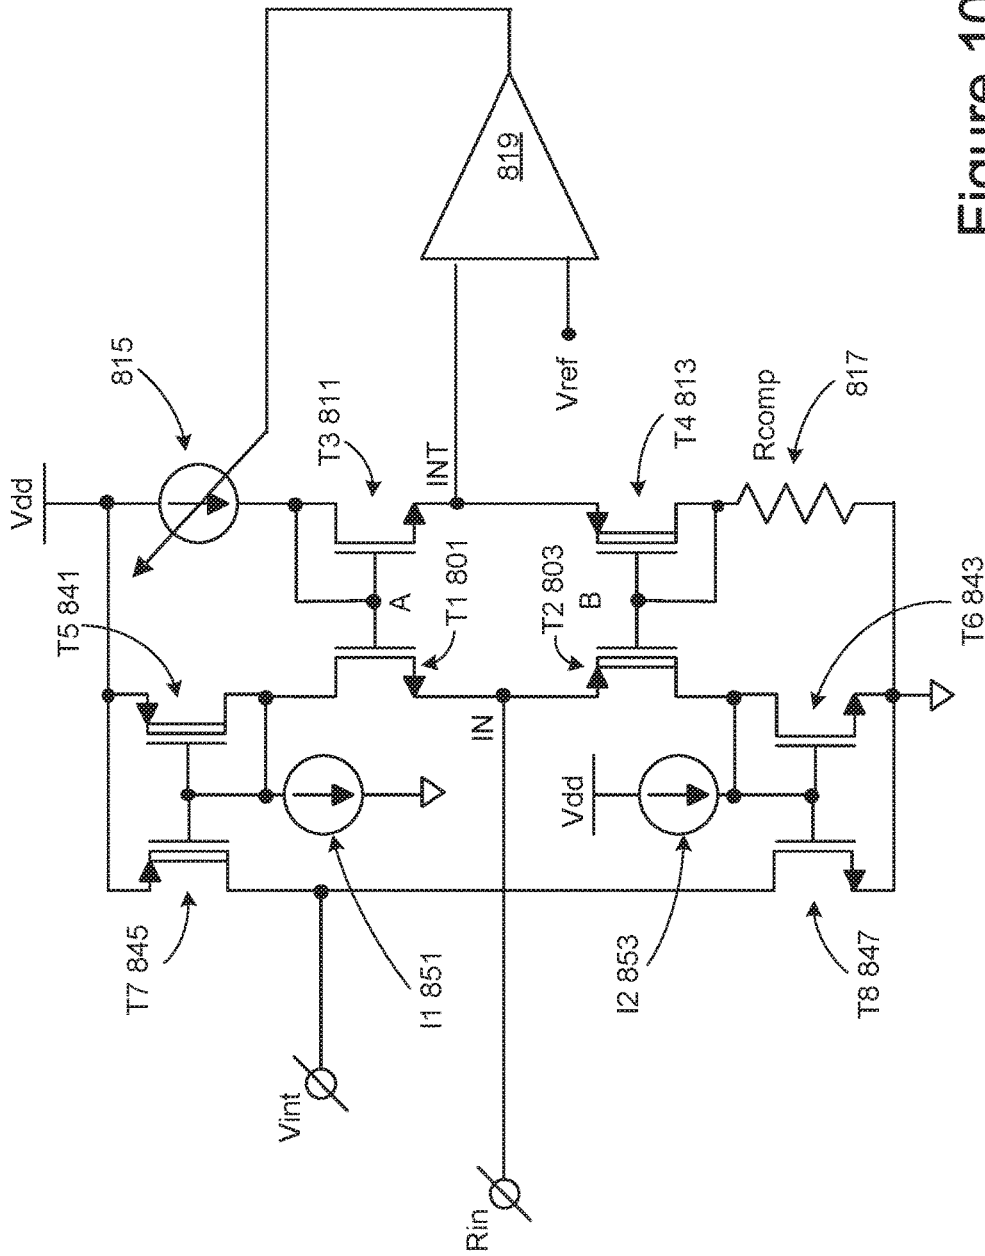 Vdd
815
T5 841
T3 811
T7 845
A
T1 801
INT
819
I1 851
Vint
IN
Vref
Vdd
T2 803
B
T4 813
I2 853
Rcomp
817
T8 847
T6 843
Rin
Figure 10